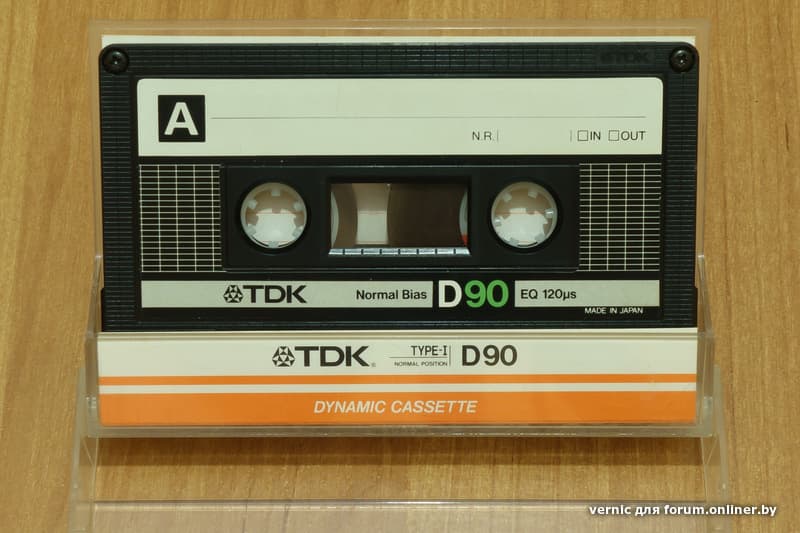 TDK
A
N.R. IN OUT
TDK Normal Bias D90 EQ 120µs
MADE IN JAPAN
TDK® TYPE-I D90
NORMAL POSITION
DYNAMIC CASSETTE
vernic для forum.onliner.by